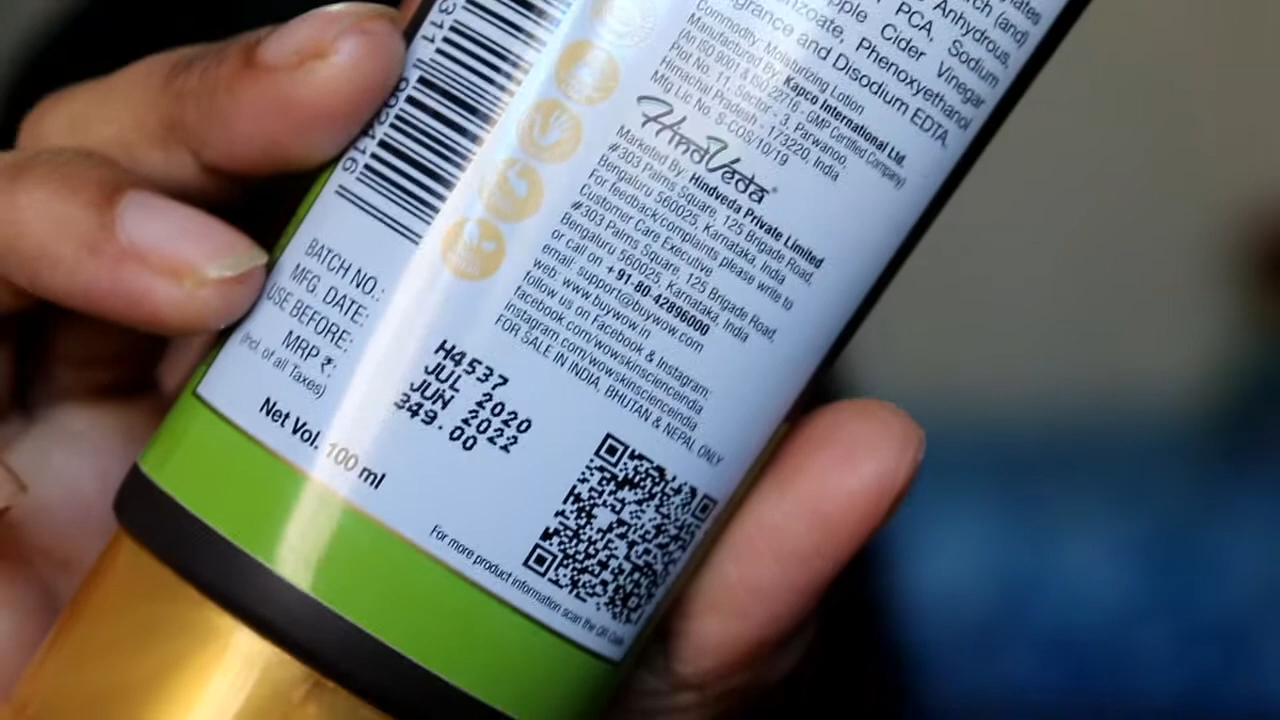 Anhydrous,
PCA, Sodium
Apple Cider Vinegar
Phenoxyethanol
and Disodium EDTA.
Commodity: Moisturizing Lotion
Manufactured By: Kapco International Ltd.
(An ISO 9001 & ISO 22716 - GMP Certified Company)
Plot No. 11, Sector - 3, Parwanoo,
Himachal Pradesh - 173220, India
Mfg Lic No. S-COS/10/19
HindVeda
Marketed By: Hindveda Private Limited
#303 Palms Square, 125 Brigade Road,
Bengaluru 560025, Karnataka, India
For feedback/complaints please write to
Customer Care Executive
#303 Palms Square, 125 Brigade Road,
Bengaluru 560025, Karnataka, India
or call on +91-80-42896000
email: support@buywow.com
web: www.buywow.in
follow us on Facebook & Instagram:
facebook.com/wowskinscienceindia
Instagram.com/wowskinscienceindia
FOR SALE IN INDIA, BHUTAN & NEPAL ONLY
BATCH NO.: H4537
MFG. DATE: JUL 2020
USE BEFORE: JUN 2022
MRP ₹: 349.00
(Incl. of all Taxes)
Net Vol. 100 ml
For more product information scan the QR Code